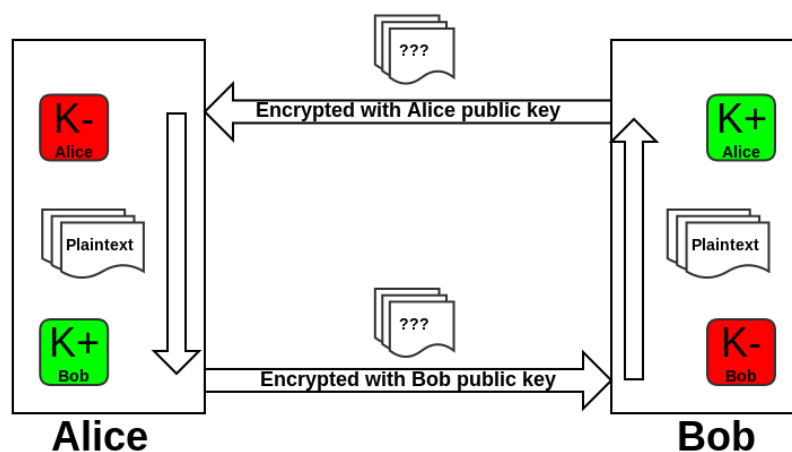 ???
Encrypted with Alice public key
K-
Alice
K+
Alice
Plaintext
Plaintext
???
K+
Bob
K-
Bob
Encrypted with Bob public key
Alice
Bob